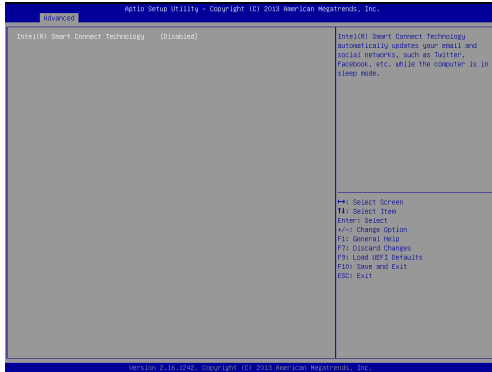 Aptio Setup Utility – Copyright (C) 2013 American Megatrends, Inc.
Advanced
Intel(R) Smart Connect Technology [Disabled]
Intel(R) Smart Connect Technology
automatically updates your email and
social networks, such as Twitter,
Facebook, etc. while the computer is in
sleep mode.
↔: Select Screen
↑↓: Select Item
Enter: Select
+/-: Change Option
F1: General Help
F7: Discard Changes
F9: Load UEFI Defaults
F10: Save and Exit
ESC: Exit
Version 2.16.1242. Copyright (C) 2013 American Megatrends, Inc.